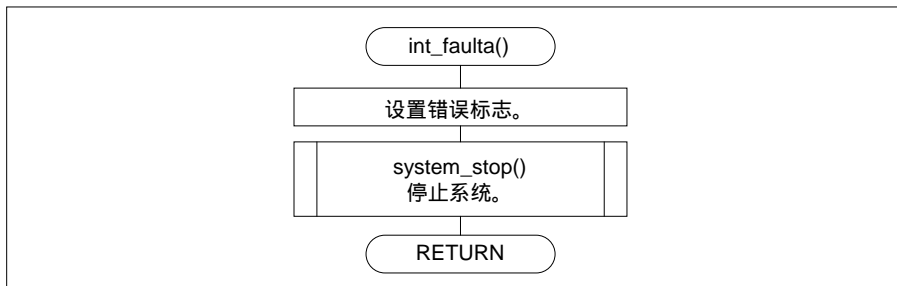 int_faulta()
设置错误标志。
system_stop()
停止系统。
RETURN